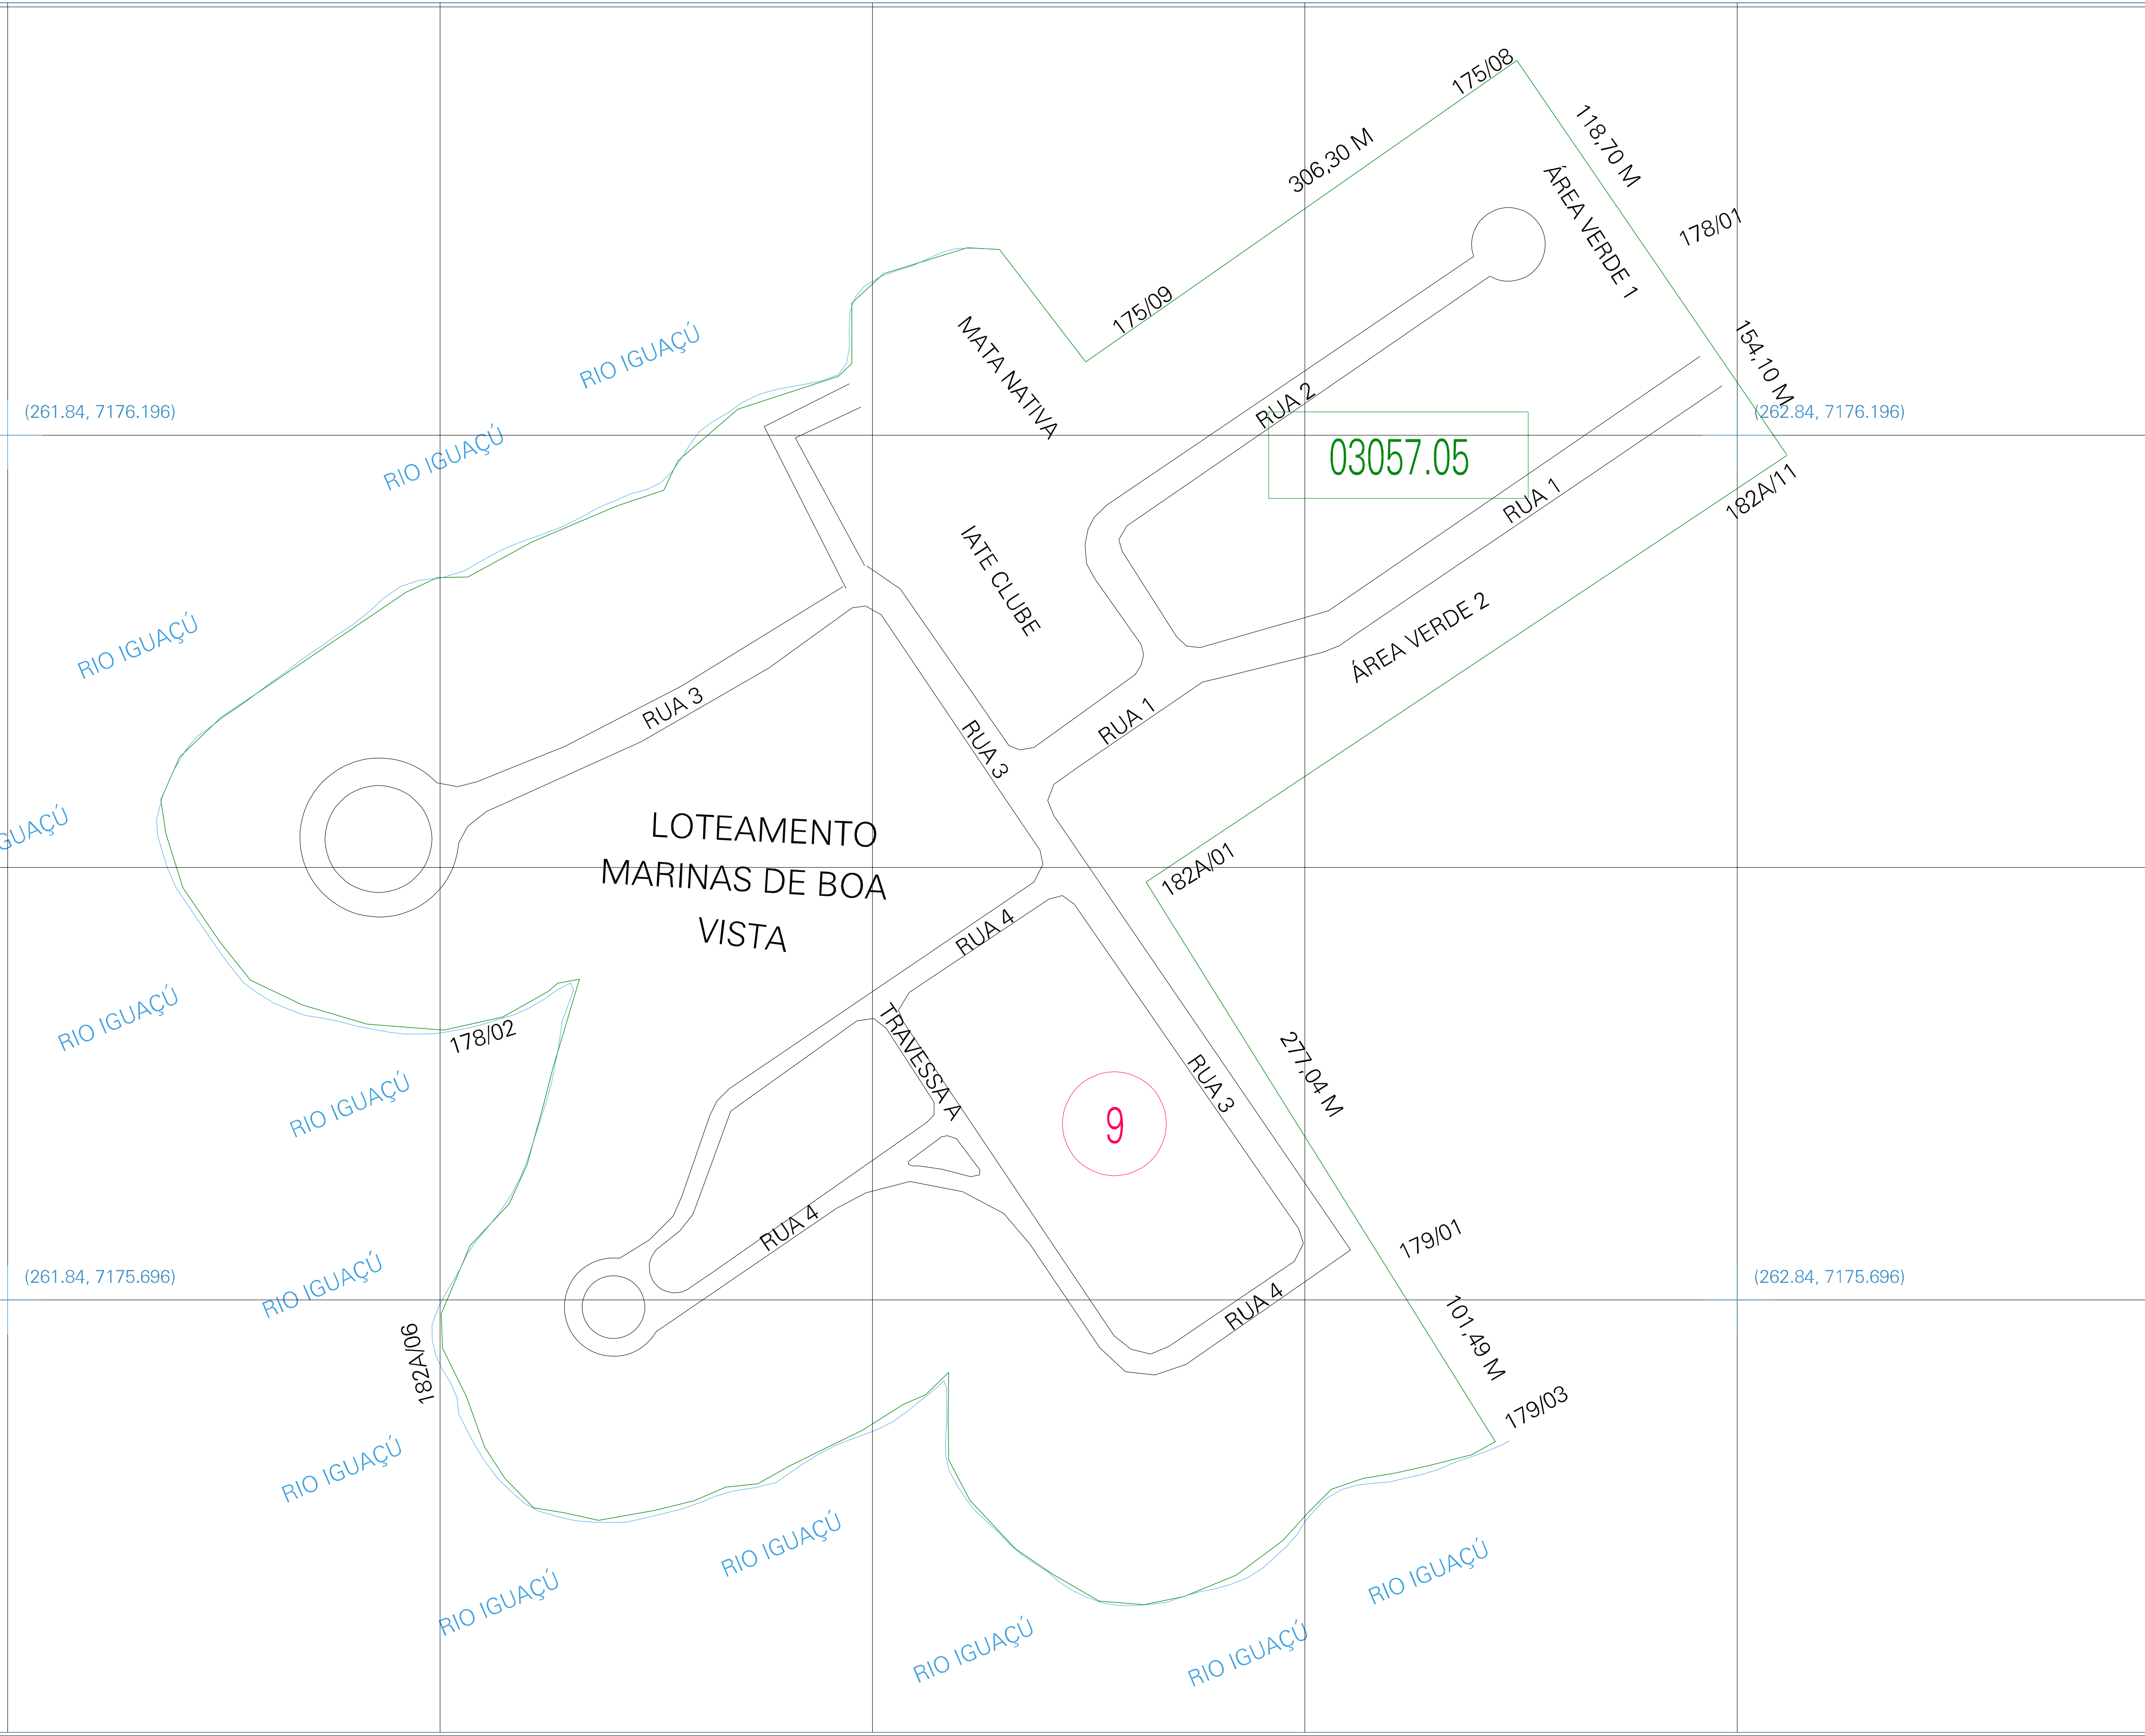 175/08
118,70 M
306,30 M
ÁREA VERDE 1
178/01
175/09
MATA NATIVA
RIO IGUAÇÚ
154,10 M
RUA 2
(261.84, 7176.196)
(262.84, 7176.196)
RIO IGUAÇÚ
03057.05
182A/11
RUA 1
IATE CLUBE
RIO IGUAÇÚ
ÁREA VERDE 2
RUA 3
RUA 1
RUA 3
GUAÇÚ
LOTEAMENTO
MARINAS DE BOA
VISTA
182A/01
RUA 4
RIO IGUAÇÚ
178/02
TRAVESSA A
277,04 M
RUA 3
RIO IGUAÇÚ
9
RUA 4
179/01
(261.84, 7175.696)
(262.84, 7175.696)
RIO IGUAÇÚ
RUA 4
101,49 M
182A/06
179/03
RIO IGUAÇÚ
RIO IGUAÇÚ
RIO IGUAÇÚ
RIO IGUAÇÚ
RIO IGUAÇÚ
RIO IGUAÇÚ